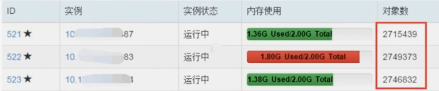 ID 实例 实例状态 内存使用 对象数
521★ 10. 87 运行中 1.36G Used/2.00G Total 2715439
522★ 10. 83 运行中 1.80G Used/2.00G Total 2749373
523★ 10.1 4 运行中 1.38G Used/2.00G Total 2746832